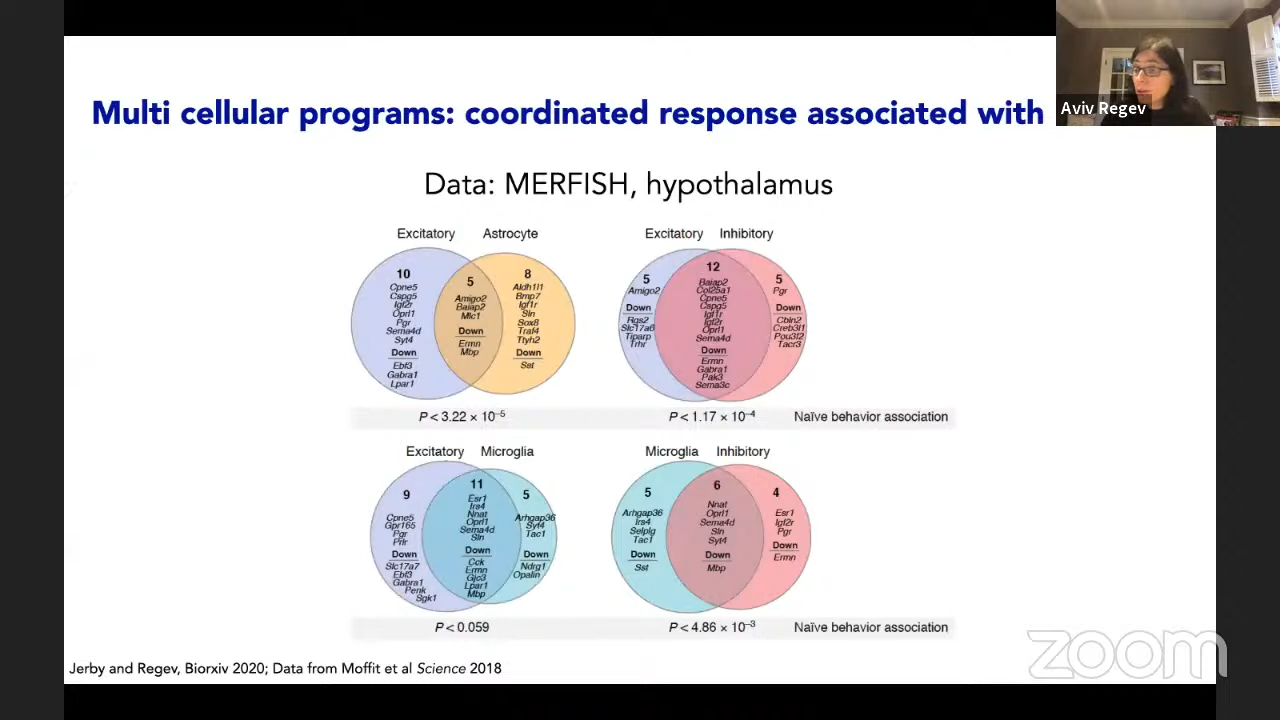 Aviv Regev
Multi cellular programs: coordinated response associated with
Data: MERFISH, hypothalamus
Excitatory Astrocyte
10
Cpne5
Cspg5
Igf2r
Oprl1
Pgr
Sema4d
Syt4
Down
Ebf3
Gabra1
Lpar1
5
Amigo2
Baiap2
Mlc1
Down
Ermn
Mbp
8
Aldh1l1
Bmp7
Igf1r
Sln
Sox8
Traf4
Ttyh2
Down
Sst
P < 3.22 × 10⁻⁵
Excitatory Inhibitory
5
Amigo2
Down
Rgs2
Slc17a6
Tiparp
Trhr
12
Baiap2
Col25a1
Cpne5
Cspg5
Igf1r
Igf2r
Oprl1
Sema4d
Down
Ermn
Gabra1
Pak3
Sema3c
5
Pgr
Down
Cbln2
Creb3l1
Pou3f2
Tacr3
P < 1.17 × 10⁻⁴ Naïve behavior association
Excitatory Microglia
9
Cpne5
Gpr165
Pgr
Prlr
Down
Slc17a7
Ebf3
Gabra1
Penk
Sgk1
11
Esr1
Irs4
Nnat
Oprl1
Sema4d
Sln
Down
Cck
Ermn
Gjc3
Lpar1
Mbp
5
Arhgap36
Syt4
Tac1
Down
Ndrg1
Opalin
P < 0.059
Microglia Inhibitory
5
Arhgap36
Irs4
Selplg
Tac1
Down
Sst
6
Nnat
Oprl1
Sema4d
Sln
Syt4
Down
Mbp
4
Esr1
Igf2r
Pgr
Down
Ermn
P < 4.86 × 10⁻³ Naïve behavior association
Jerby and Regev, Biorxiv 2020; Data from Moffit et al Science 2018
zoom